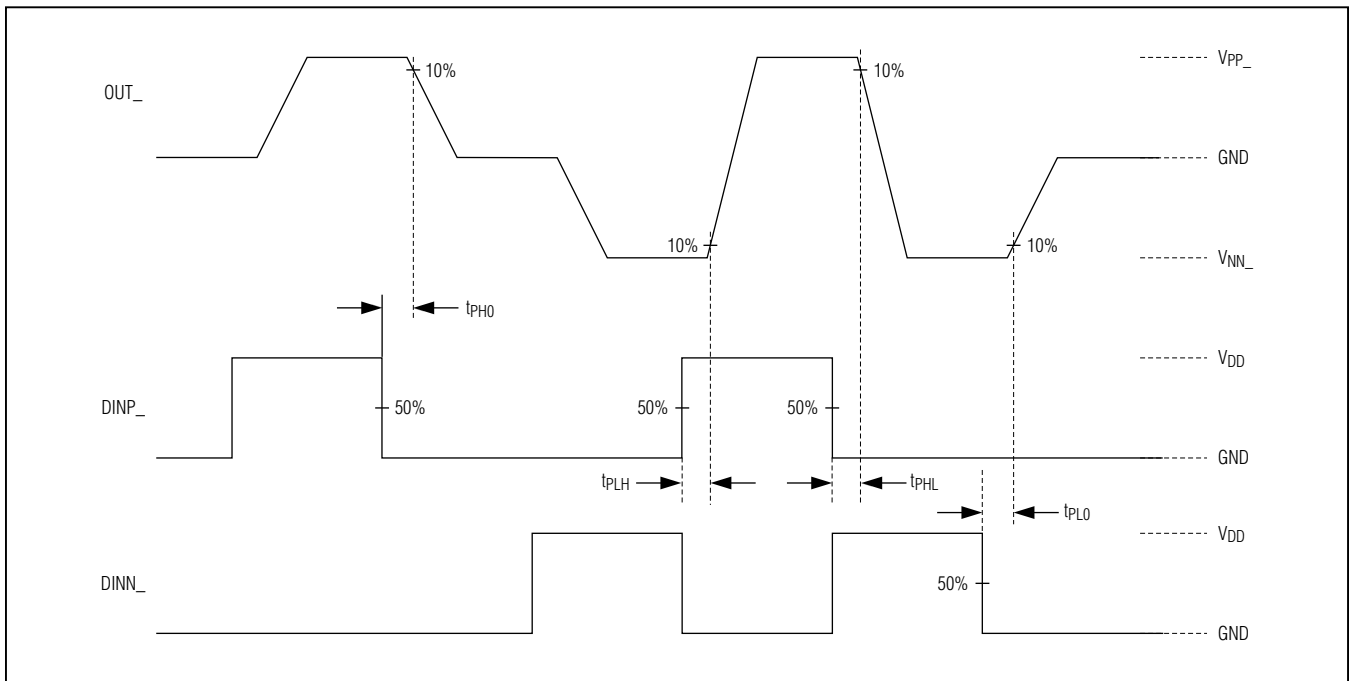 VPP_
10%
10%
OUT_
GND
10%
10%
VNN_
tPH0
VDD
DINP_
50%
50%
50%
GND
tPLH
tPHL
tPL0
VDD
DINN_
50%
GND